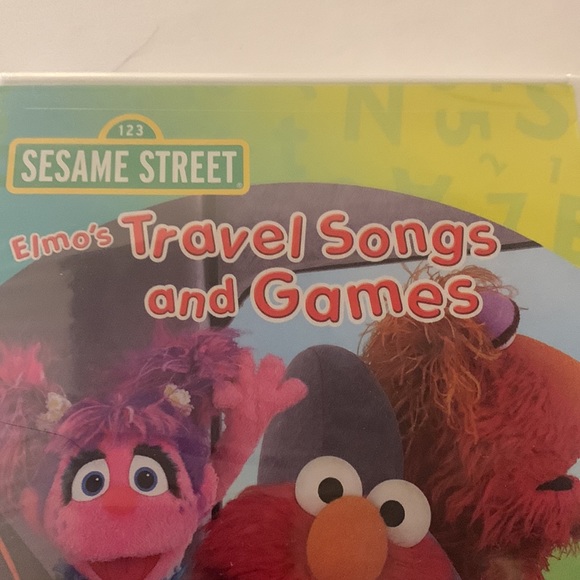 123
SESAME STREET
Elmo's Travel Songs
and Games